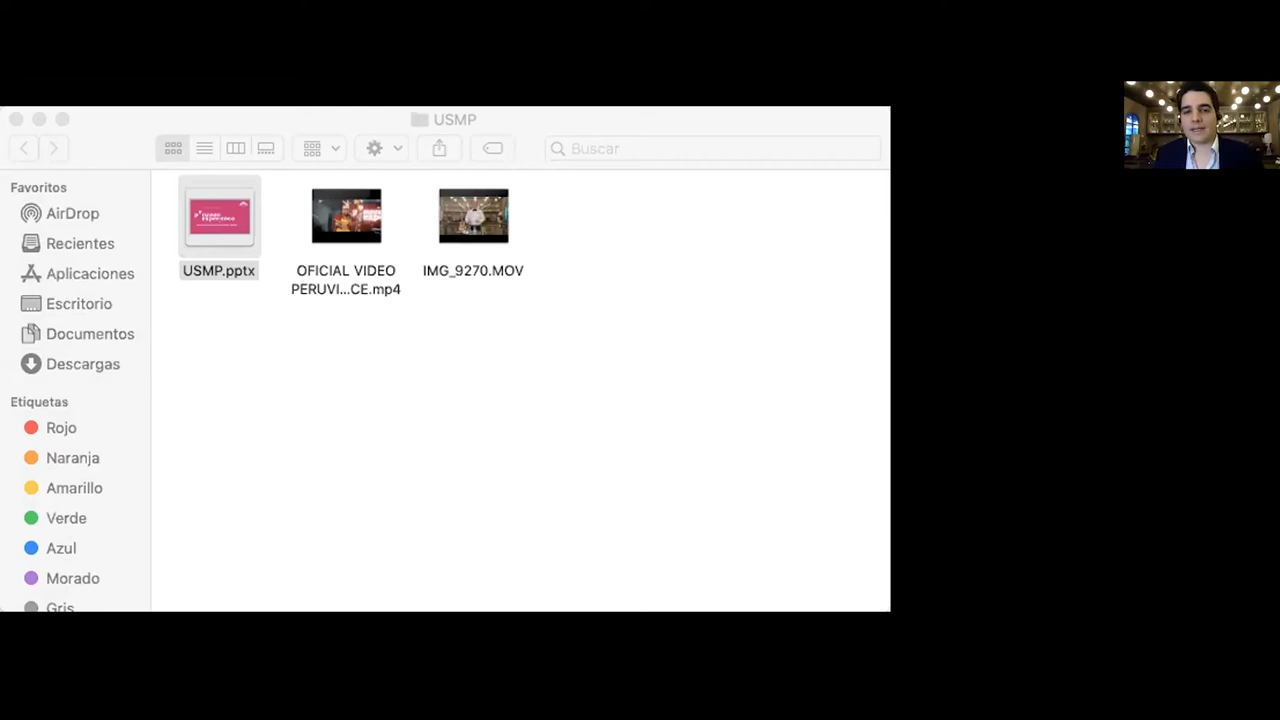 USMP
Buscar
Favoritos
AirDrop
Recientes
Aplicaciones
Escritorio
Documentos
Descargas
Etiquetas
Rojo
Naranja
Amarillo
Verde
Azul
Morado
Gris
USMP.pptx
OFICIAL VIDEO
PERUVI...CE.mp4
IMG_9270.MOV